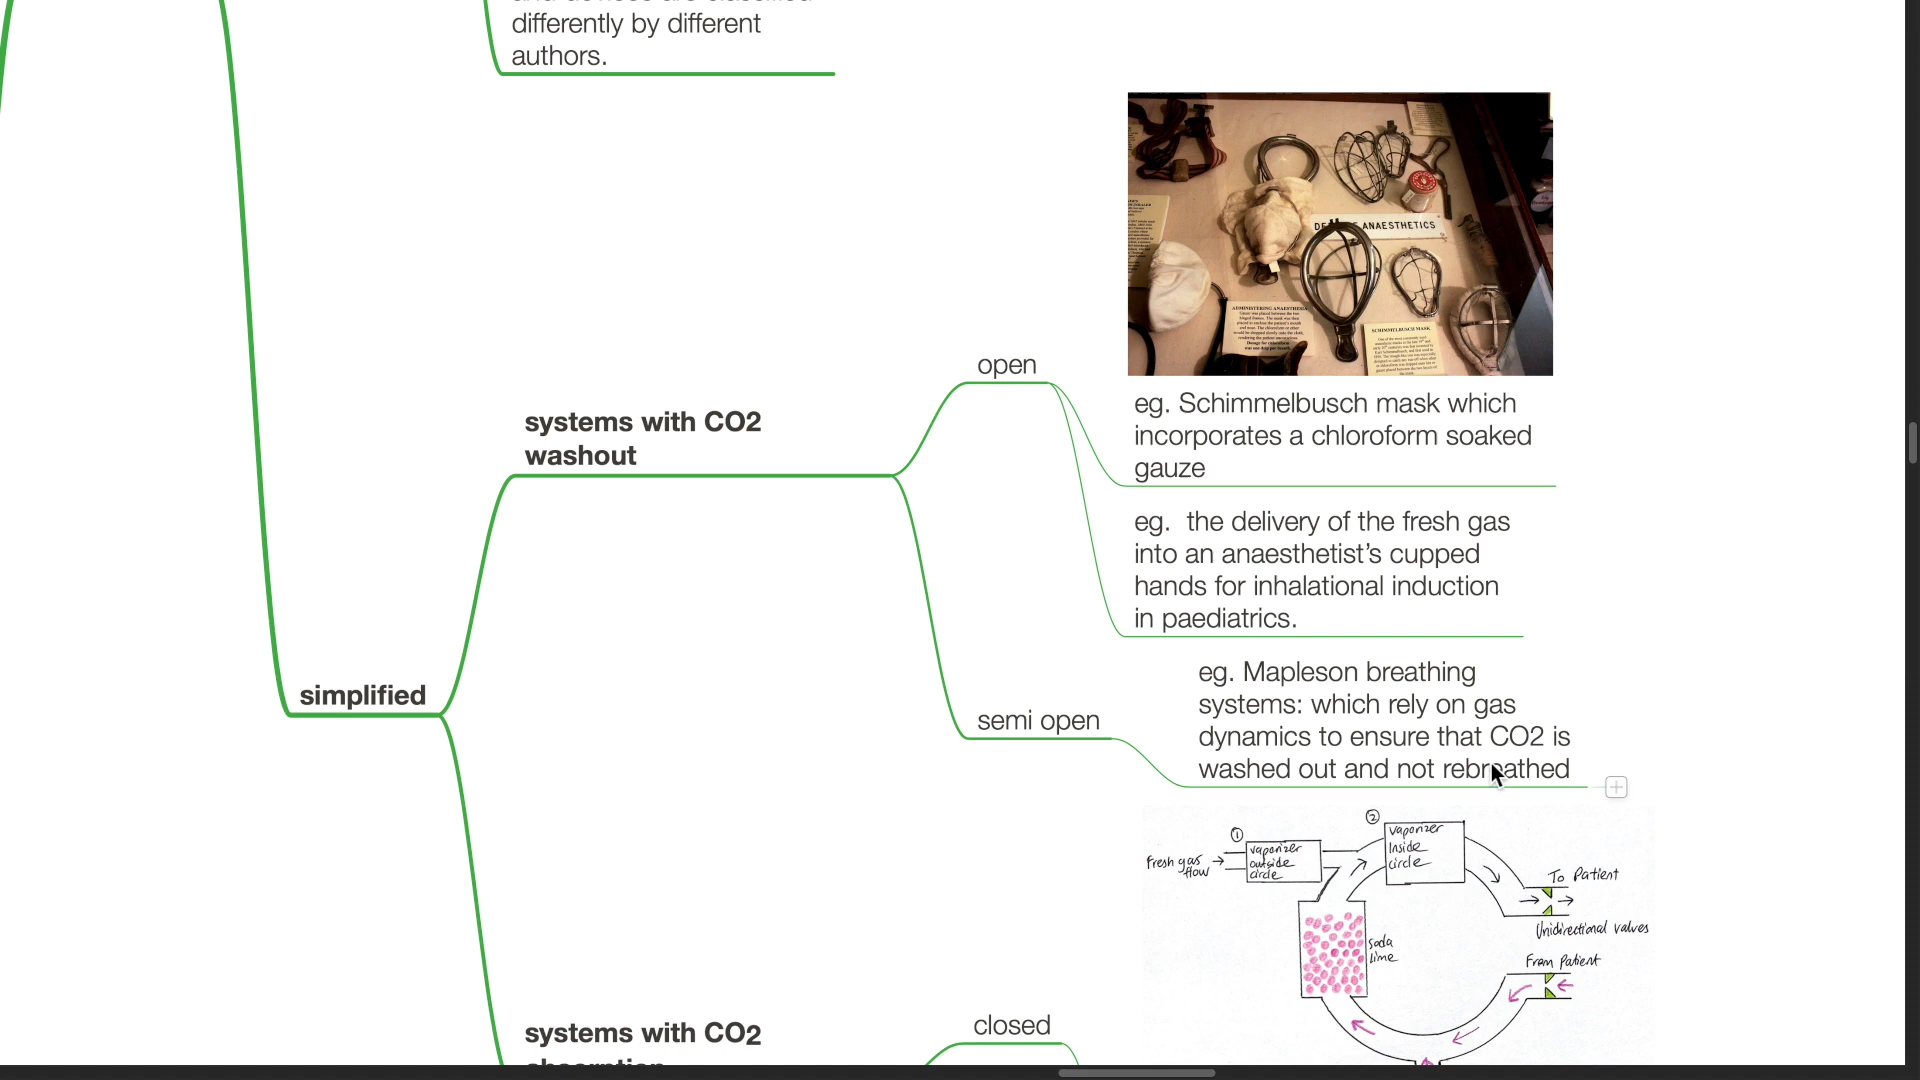 differently by different
authors.
ANAESTHETICS
ADMINISTERING ANAESTHESIA
SCHIMMELBUSCH MASK
open
eg. Schimmelbusch mask which
incorporates a chloroform soaked
gauze
systems with CO2
washout
eg.  the delivery of the fresh gas
into an anaesthetist’s cupped
hands for inhalational induction
in paediatrics.
simplified
semi open
eg. Mapleson breathing
systems: which rely on gas
dynamics to ensure that CO2 is
washed out and not rebreathed
Fresh gas
flow
①
vaporizer
outside
circle
②
vaporizer
Inside
circle
To Patient
Unidirectional valves
soda
lime
From Patient
systems with CO2
closed